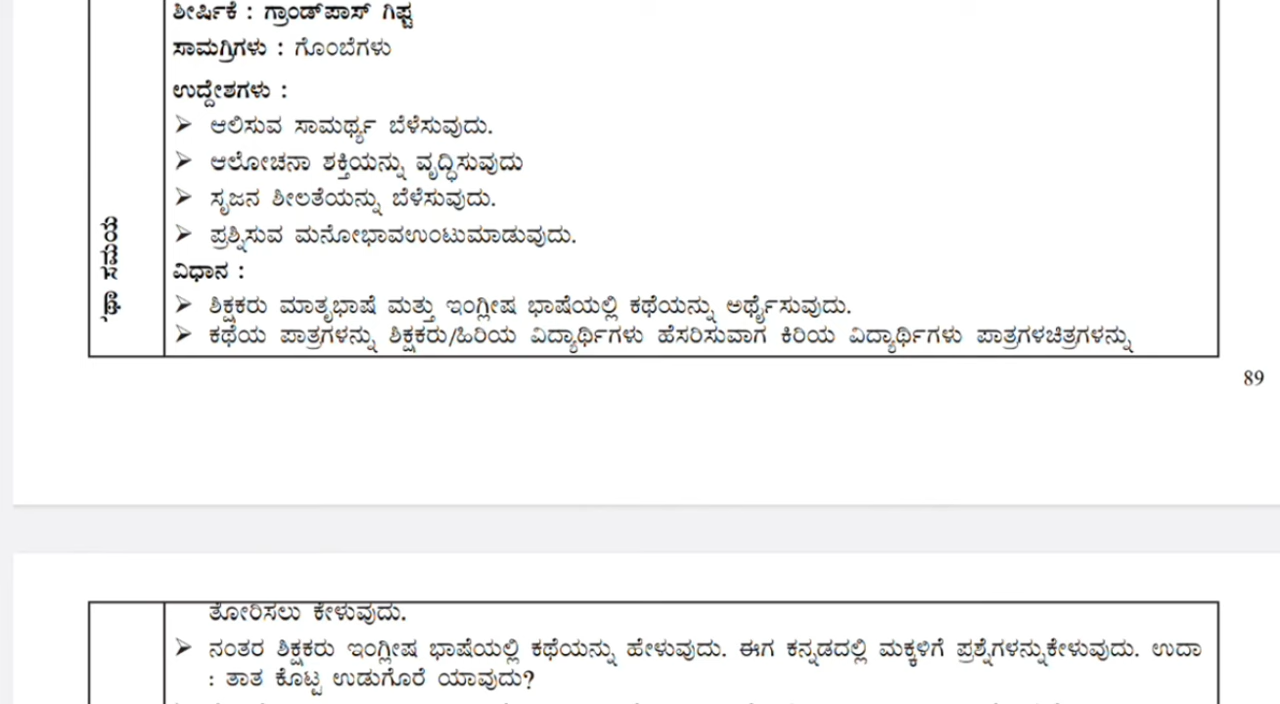 ಶೀರ್ಷಿಕೆ : ಗ್ರಾಂಡ್‌ಪಾಸ್ ಗಿಫ್ಟ
ಸಾಮಗ್ರಿಗಳು : ಗೊಂಬೆಗಳು
ಉದ್ದೇಶಗಳು :
➢ ಆಲಿಸುವ ಸಾಮರ್ಥ್ಯ ಬೆಳೆಸುವುದು.
➢ ಆಲೋಚನಾ ಶಕ್ತಿಯನ್ನು ವೃದ್ಧಿಸುವುದು
➢ ಸೃಜನ ಶೀಲತೆಯನ್ನು ಬೆಳೆಸುವುದು.
➢ ಪ್ರಶ್ನಿಸುವ ಮನೋಭಾವಉಂಟುಮಾಡುವುದು.
ಸಮಯ
ವಿಧಾನ :
➢ ಶಿಕ್ಷಕರು ಮಾತೃಭಾಷೆ ಮತ್ತು ಇಂಗ್ಲೀಷ ಭಾಷೆಯಲ್ಲಿ ಕಥೆಯನ್ನು ಅರ್ಥೈಸುವುದು.
➢ ಕಥೆಯ ಪಾತ್ರಗಳನ್ನು ಶಿಕ್ಷಕರು/ಹಿರಿಯ ವಿದ್ಯಾರ್ಥಿಗಳು ಹೆಸರಿಸುವಾಗ ಕಿರಿಯ ವಿದ್ಯಾರ್ಥಿಗಳು ಪಾತ್ರಗಳಚಿತ್ರಗಳನ್ನು
89
ತೋರಿಸಲು ಕೇಳುವುದು.
➢ ನಂತರ ಶಿಕ್ಷಕರು ಇಂಗ್ಲೀಷ ಭಾಷೆಯಲ್ಲಿ ಕಥೆಯನ್ನು ಹೇಳುವುದು. ಈಗ ಕನ್ನಡದಲ್ಲಿ ಮಕ್ಕಳಿಗೆ ಪ್ರಶ್ನೆಗಳನ್ನುಕೇಳುವುದು. ಉದಾ
: ತಾತ ಕೊಟ್ಟ ಉಡುಗೊರೆ ಯಾವುದು?